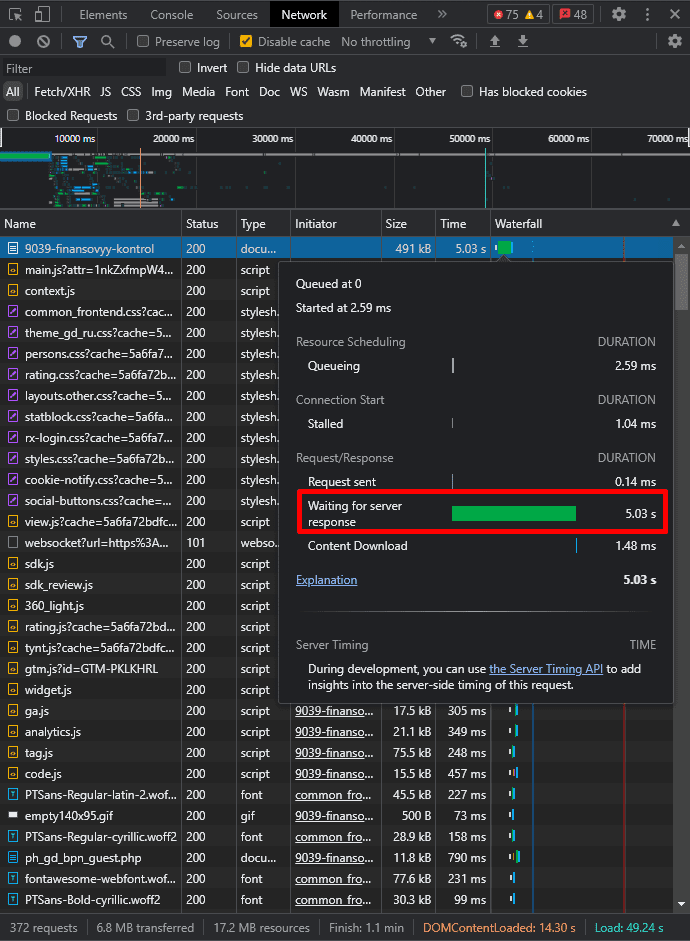 Elements Console Sources Network Performance » 75 4 48
Preserve log Disable cache No throttling
Filter Invert Hide data URLs
All Fetch/XHR JS CSS Img Media Font Doc WS Wasm Manifest Other Has blocked cookies
Blocked Requests 3rd-party requests
10000 ms 20000 ms 30000 ms 40000 ms 50000 ms 60000 ms 70000 ms
Name Status Type Initiator Size Time Waterfall
9039-finansovyy-kontrol 200 docu... 491 kB 5.03 s
main.js?attr=1nkZxfmpW4... 200 script
Queued at 0
context.js 200 script
Started at 2.59 ms
common_frontend.css?cac... 200 stylesh.
theme_gd_ru.css?cache=5... 200 stylesh.
Resource Scheduling DURATION
persons.css?cache=5a6fa7... 200 stylesh.
Queueing 2.59 ms
rating.css?cache=5a6fa72... 200 stylesh.
layouts.other.css?cache=5... 200 stylesh.
Connection Start DURATION
statblock.css?cache=5a6fa... 200 stylesh.
Stalled 1.04 ms
rx-login.css?cache=5a6fa7... 200 stylesh.
styles.css?cache=5a6fa72... 200 stylesh.
Request/Response DURATION
cookie-notify.css?cache=5... 200 stylesh.
Request sent 0.14 ms
social-buttons.css?cache=... 200 stylesh.
Waiting for server
response 5.03 s
view.js?cache=5a6fa72bdfc... 200 script
websocket?url=https%3A... 101 webso...
Content Download 1.48 ms
sdk.js 200 script
sdk_review.js 200 script
Explanation 5.03 s
360_light.js 200 script
rating.js?cache=5a6fa72bd... 200 script
tynt.js?cache=5a6fa72bdfc... 200 script
Server Timing TIME
gtm.js?id=GTM-PKLKHRL 200 script
During development, you can use the Server Timing API to add
insights into the server-side timing of this request.
widget.js 200 script
ga.js 200 script 9039-finanso... 17.5 kB 305 ms
analytics.js 200 script 9039-finanso... 21.1 kB 349 ms
tag.js 200 script 9039-finanso... 75.5 kB 248 ms
code.js 200 script 9039-finanso... 15.5 kB 457 ms
PTSans-Regular-latin-2.wof... 200 font common_fro... 45.5 kB 227 ms
empty140x95.gif 200 gif 9039-finanso... 500 B 73 ms
PTSans-Regular-cyrillic.woff2 200 font common_fro... 28.9 kB 158 ms
ph_gd_bpn_guest.php 200 docu... 9039-finanso... 11.8 kB 790 ms
fontawesome-webfont.wof... 200 font common_fro... 77.6 kB 231 ms
PTSans-Bold-cyrillic.woff2 200 font common_fro... 30.3 kB 99 ms
372 requests 6.8 MB transferred 17.2 MB resources Finish: 1.1 min DOMContentLoaded: 14.30 s Load: 49.24 s